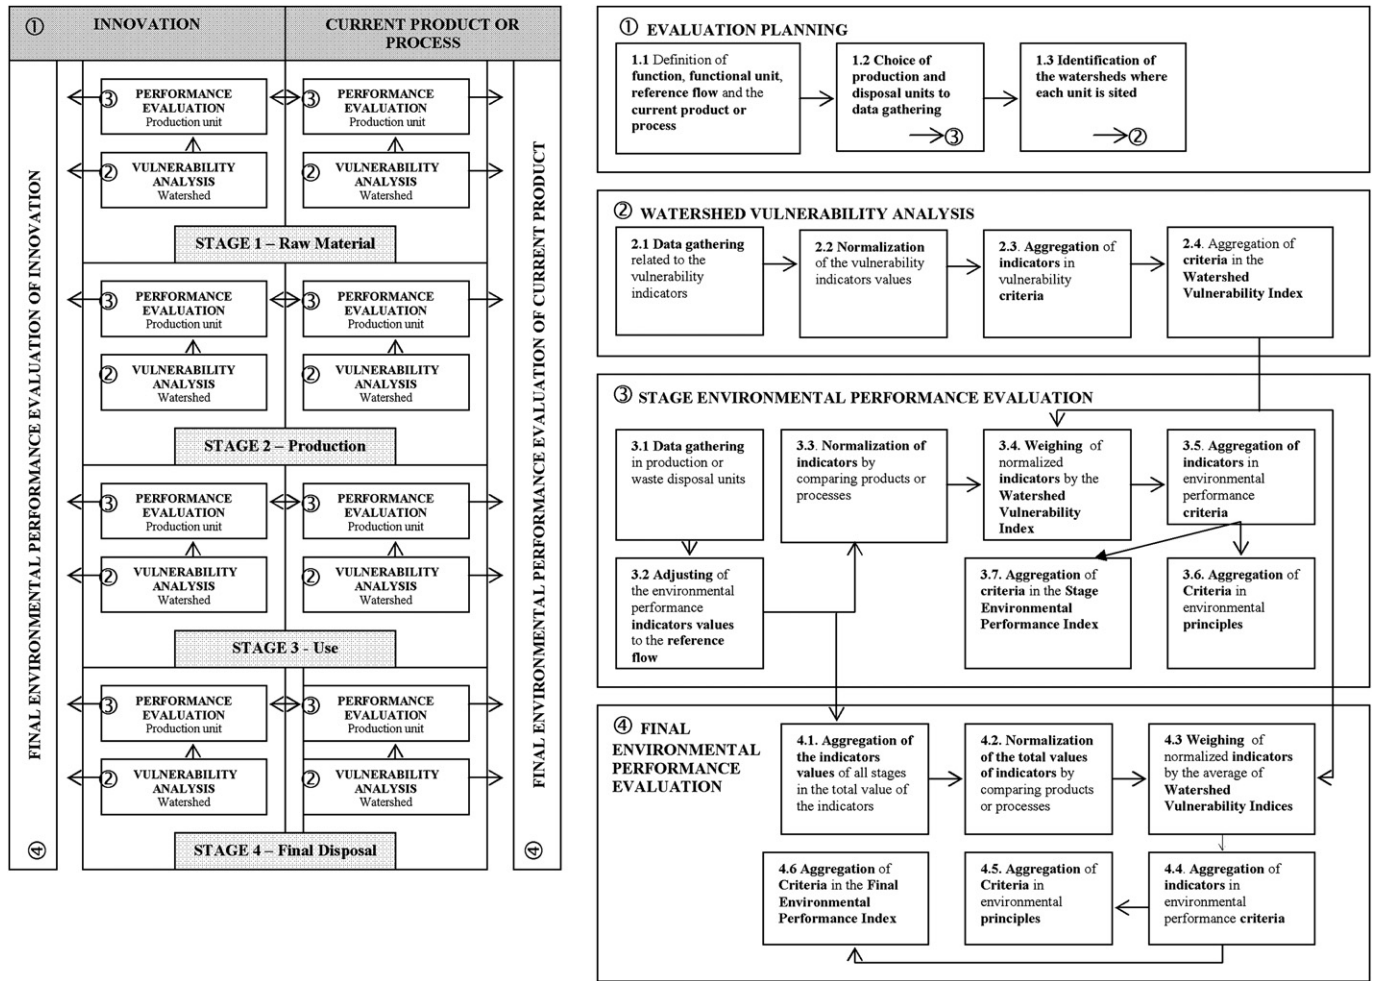 ① INNOVATION
CURRENT PRODUCT OR
PROCESS
FINAL ENVIRONMENTAL PERFORMANCE EVALUATION OF INNOVATION
④
③ PERFORMANCE
EVALUATION
Production unit
③ PERFORMANCE
EVALUATION
Production unit
② VULNERABILITY
ANALYSIS
Watershed
② VULNERABILITY
ANALYSIS
Watershed
STAGE 1 – Raw Material
③ PERFORMANCE
EVALUATION
Production unit
③ PERFORMANCE
EVALUATION
Production unit
② VULNERABILITY
ANALYSIS
Watershed
② VULNERABILITY
ANALYSIS
Watershed
STAGE 2 – Production
③ PERFORMANCE
EVALUATION
Production unit
③ PERFORMANCE
EVALUATION
Production unit
② VULNERABILITY
ANALYSIS
Watershed
② VULNERABILITY
ANALYSIS
Watershed
STAGE 3 - Use
③ PERFORMANCE
EVALUATION
Production unit
③ PERFORMANCE
EVALUATION
Production unit
② VULNERABILITY
ANALYSIS
Watershed
② VULNERABILITY
ANALYSIS
Watershed
STAGE 4 – Final Disposal
FINAL ENVIRONMENTAL PERFORMANCE EVALUATION OF CURRENT PRODUCT
④
① EVALUATION PLANNING
1.1 Definition of
function, functional unit,
reference flow and the
current product or
process
1.2 Choice of
production and
disposal units to
data gathering
③
1.3 Identification of
the watersheds where
each unit is sited
②
② WATERSHED VULNERABILITY ANALYSIS
2.1 Data gathering
related to the
vulnerability
indicators
2.2 Normalization
of the vulnerability
indicators values
2.3. Aggregation of
indicators in
vulnerability
criteria
2.4. Aggregation of
criteria in the
Watershed
Vulnerability Index
③ STAGE ENVIRONMENTAL PERFORMANCE EVALUATION
3.1 Data gathering
in production or
waste disposal units
3.3. Normalization of
indicators by
comparing products or
processes
3.4. Weighing of
normalized
indicators by the
Watershed
Vulnerability
Index
3.5. Aggregation of
indicators in
environmental
performance
criteria
3.2 Adjusting of
the environmental
performance
indicators values
to the reference
flow
3.7. Aggregation of
criteria in the Stage
Environmental
Performance Index
3.6. Aggregation of
Criteria in
environmental
principles
④ FINAL
ENVIRONMENTAL
PERFORMANCE
EVALUATION
4.1. Aggregation of
the indicators
values of all stages
in the total value of
the indicators
4.2. Normalization
of the total values
of indicators by
comparing products
or processes
4.3 Weighing of
normalized indicators
by the average of
Watershed
Vulnerability Indices
4.6 Aggregation of
Criteria in the Final
Environmental
Performance Index
4.5. Aggregation of
Criteria in
environmental
principles
4.4. Aggregation of
indicators in
environmental
performance criteria